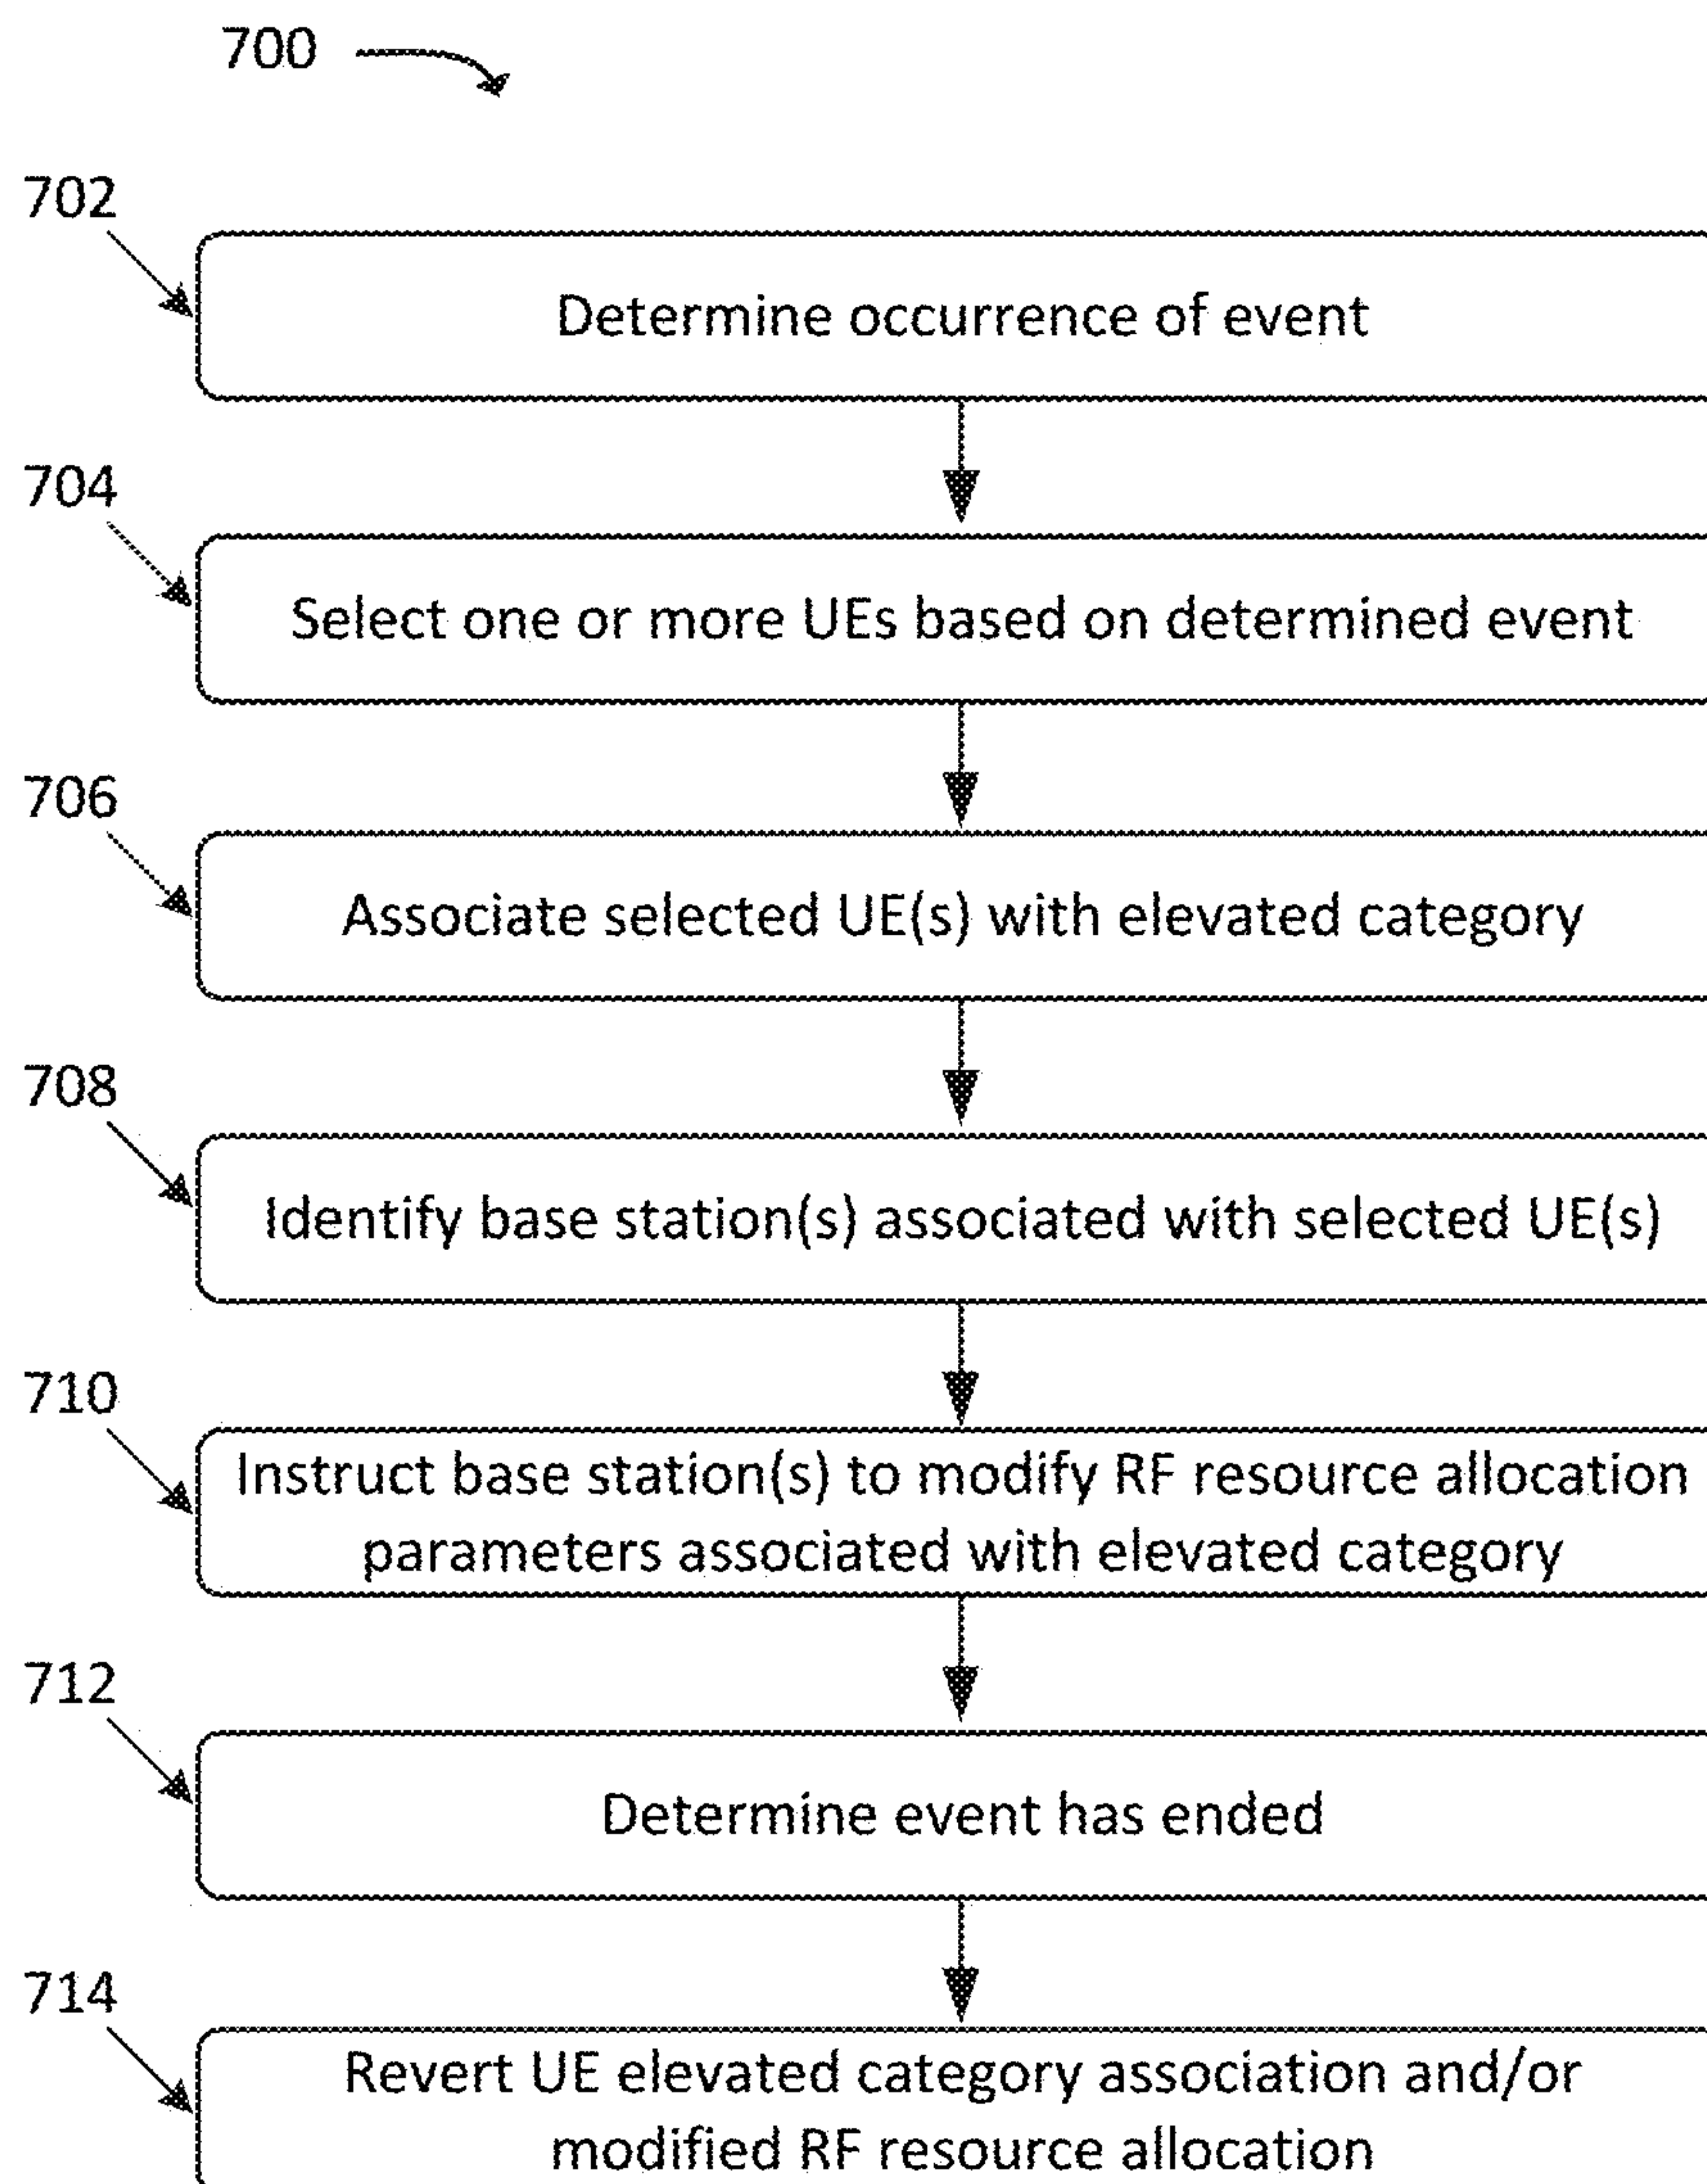 700
702
Determine occurrence of event
704
Select one or more UEs based on determined event
706
Associate selected UE(s) with elevated category
708
Identify base station(s) associated with selected UE(s)
710
Instruct base station(s) to modify RF resource allocation
parameters associated with elevated category
712
Determine event has ended
714
Revert UE elevated category association and/or
modified RF resource allocation